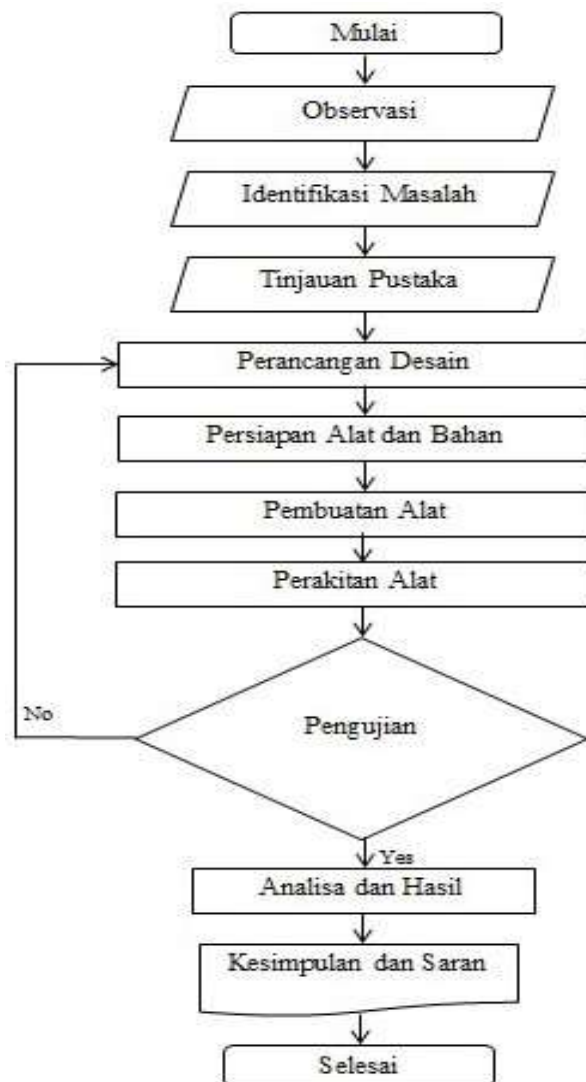 Mulai
Observasi
Identifikasi Masalah
Tinjauan Pustaka
Perancangan Desain
Persiapan Alat dan Bahan
Pembuatan Alat
Perakitan Alat
No
Pengujian
Yes
Analisa dan Hasil
Kesimpulan dan Saran
Selesai